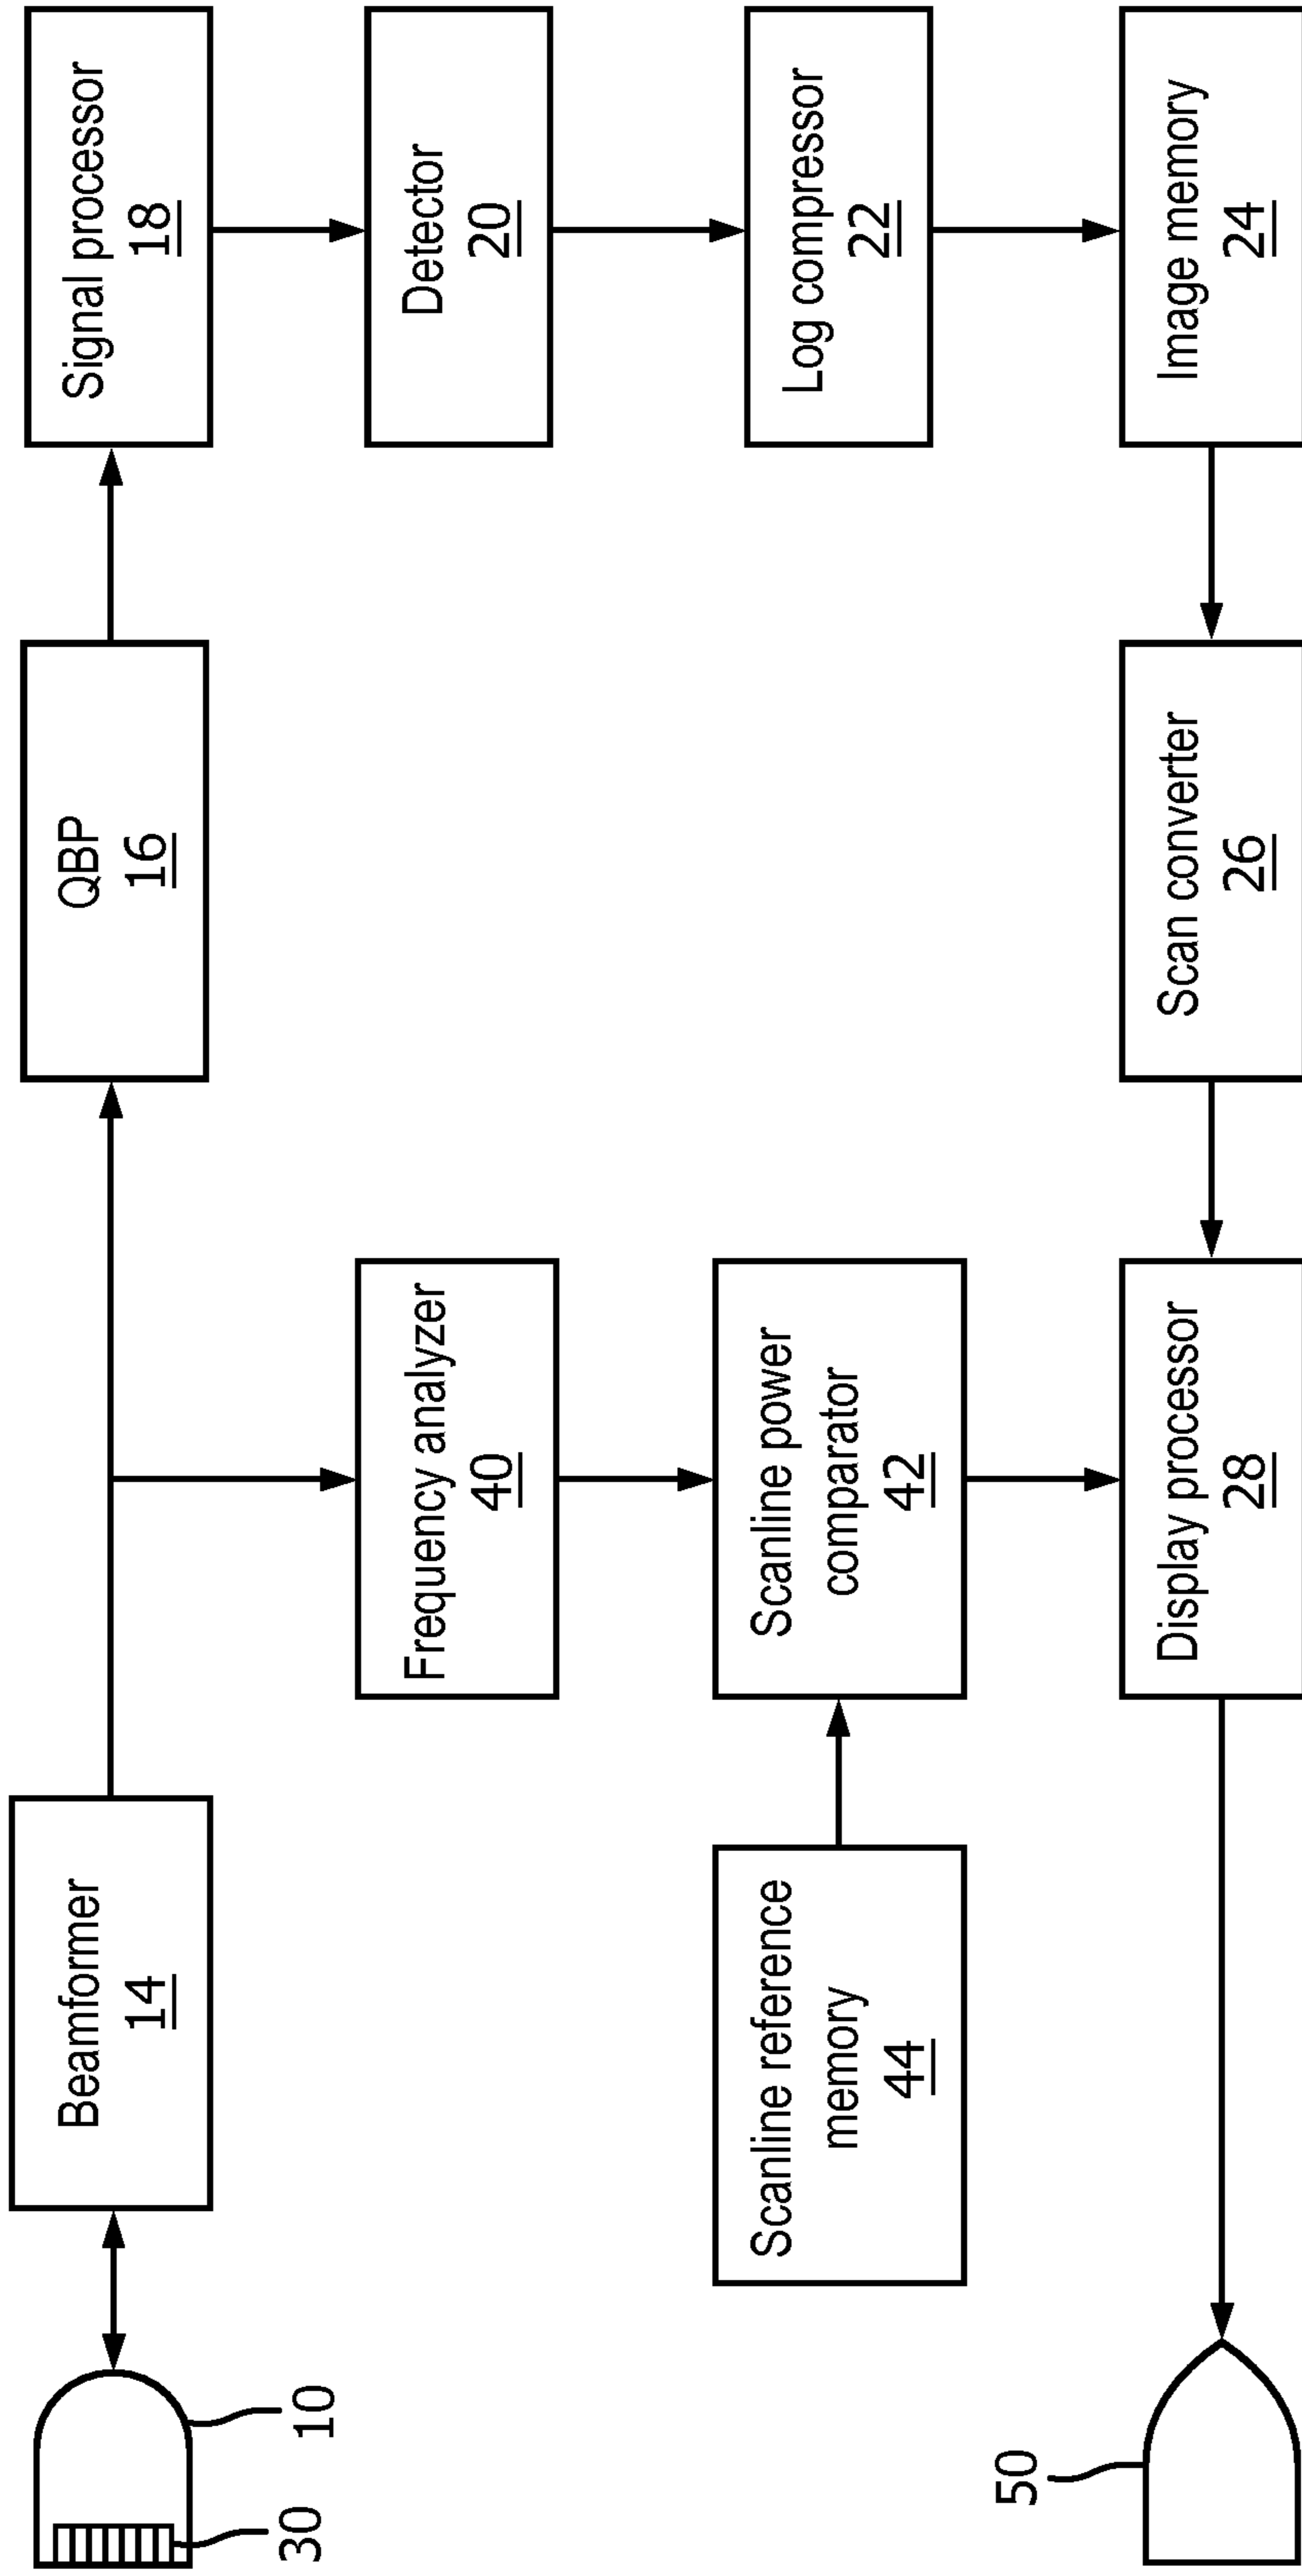 30
10
Beamformer
14
QBP
16
Signal processor
18
Frequency analyzer
40
Detector
20
Scanline reference
memory
44
Scanline power
comparator
42
Log compressor
22
50
Display processor
28
Scan converter
26
Image memory
24